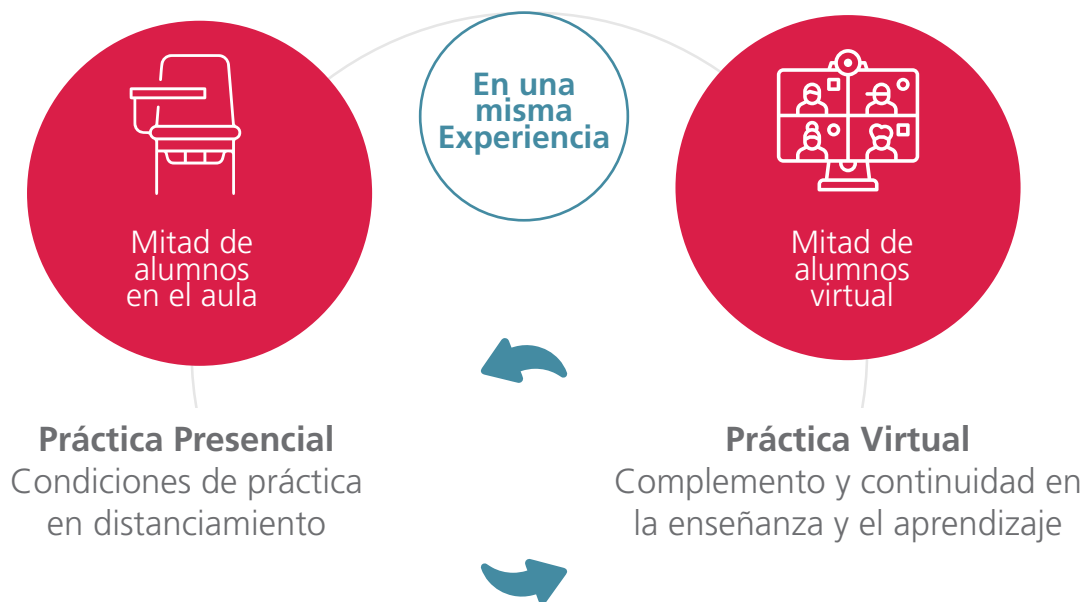 En una
misma
Experiencia
Mitad de
alumnos
en el aula
Mitad de
alumnos
virtual
Práctica Presencial
Condiciones de práctica
en distanciamiento
Práctica Virtual
Complemento y continuidad en
la enseñanza y el aprendizaje